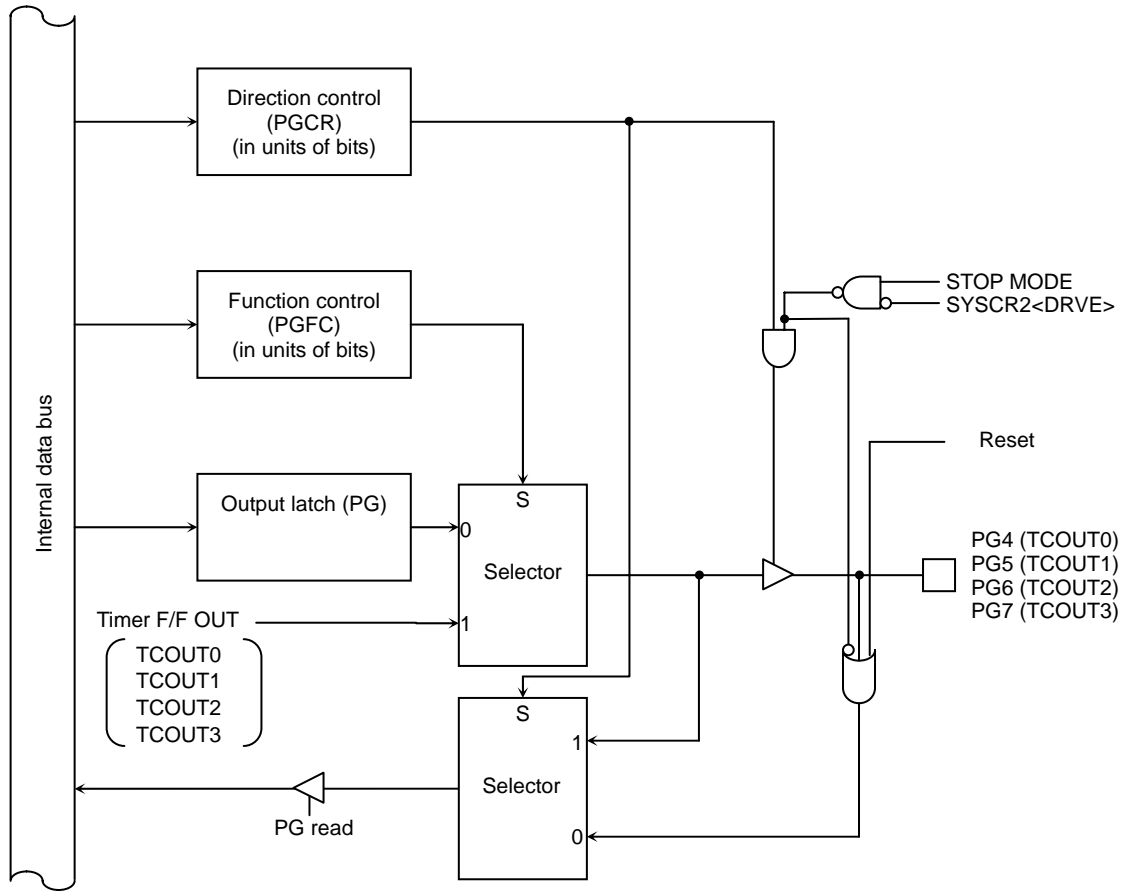 Internal data bus
Direction control
(PGCR)
(in units of bits)
STOP MODE
SYSCR2<DRVE>
Function control
(PGFC)
(in units of bits)
Reset
Output latch (PG)
S
0
Selector
1
PG4 (TCOUT0)
PG5 (TCOUT1)
PG6 (TCOUT2)
PG7 (TCOUT3)
Timer F/F OUT
TCOUT0
TCOUT1
TCOUT2
TCOUT3
S
1
Selector
0
PG read